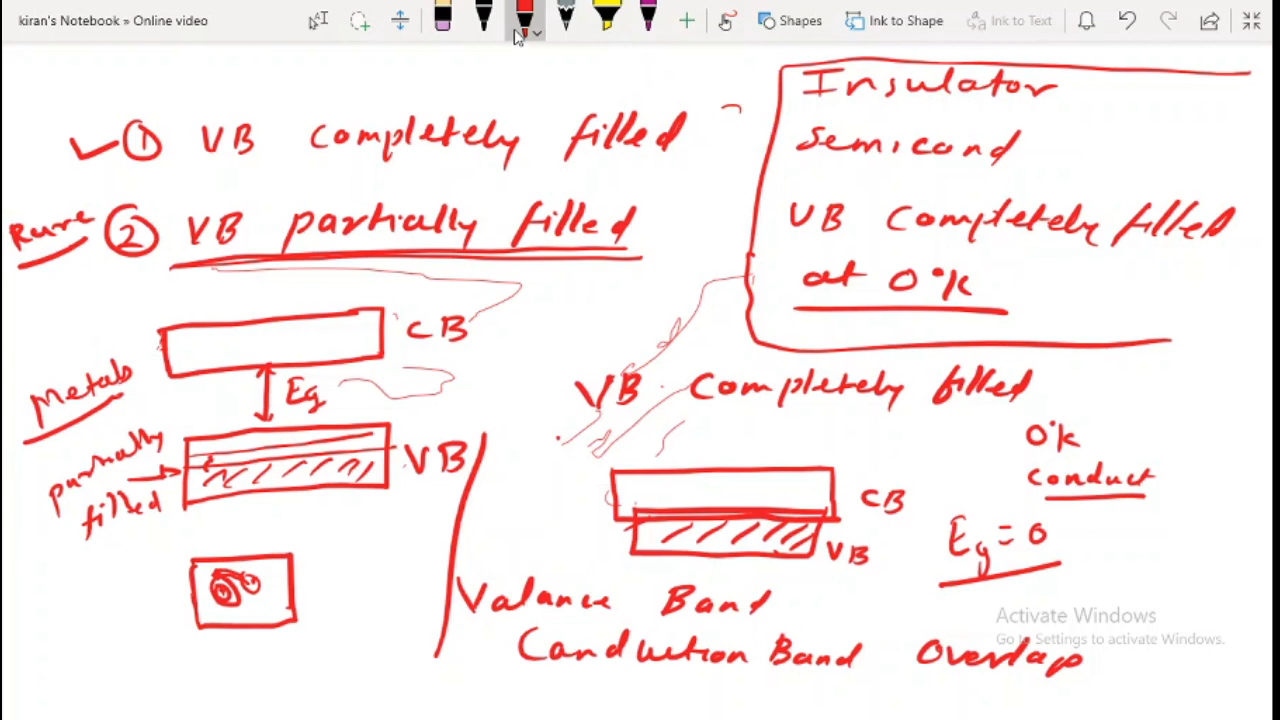 kiran's Notebook » Online video
Shapes
Ink to Shape
Ink to Text
① VB completely filled
Rare ② VB partially filled
CB
Eg
Metals
partially filled
VB
Insulator
Semicond
VB Completely filled
at 0°K
VB Completely filled
0°K
conduct
CB
VB
Eg = 0
Valance Band
Conduction Band Overlap
Activate Windows
Go to Settings to activate Windows.